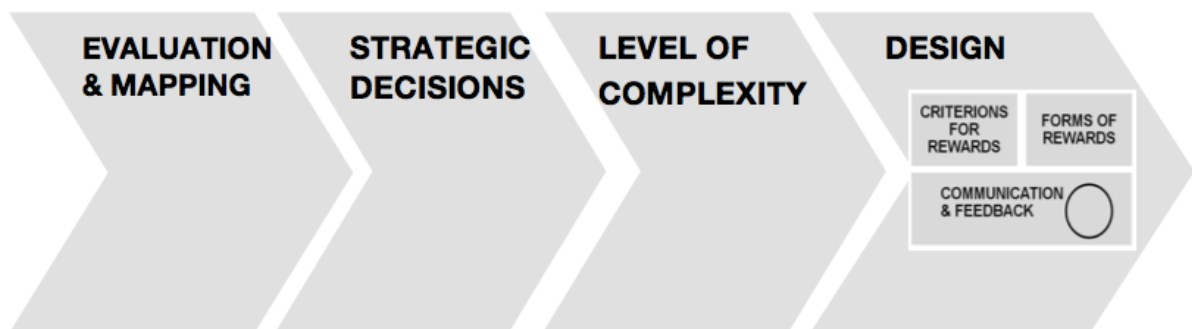 EVALUATION
& MAPPING
STRATEGIC
DECISIONS
LEVEL OF
COMPLEXITY
DESIGN
CRITERIONS
FOR
REWARDS
FORMS OF
REWARDS
COMMUNICATION
& FEEDBACK